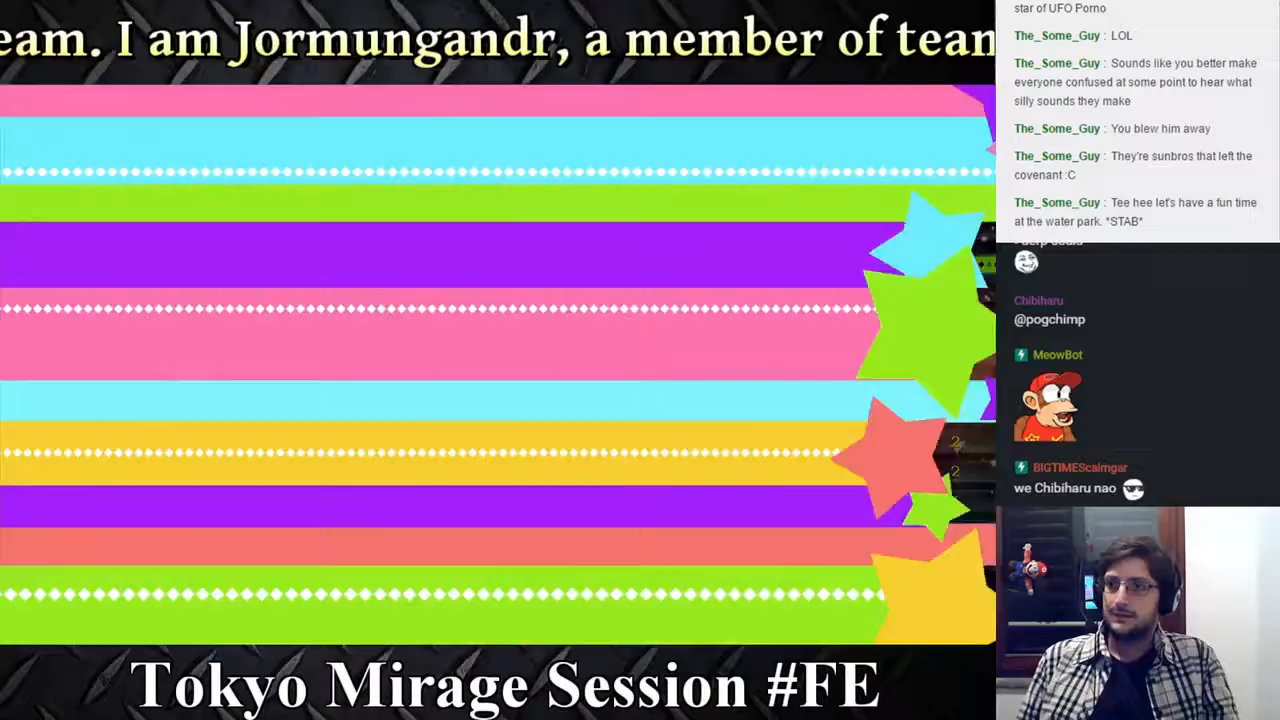 eam. I am Jormungandr, a member of team
star of UFO Porno
The_Some_Guy : LOL
The_Some_Guy : Sounds like you better make
everyone confused at some point to hear what
silly sounds they make
The_Some_Guy : You blew him away
The_Some_Guy : They're sunbros that left the
covenant :C
The_Some_Guy : Tee hee let's have a fun time
at the water park. *STAB*
Chibiharu
@pogchimp
MeowBot
BIGTIMEScalmgar
we Chibiharu nao
2
2
Tokyo Mirage Session #FE